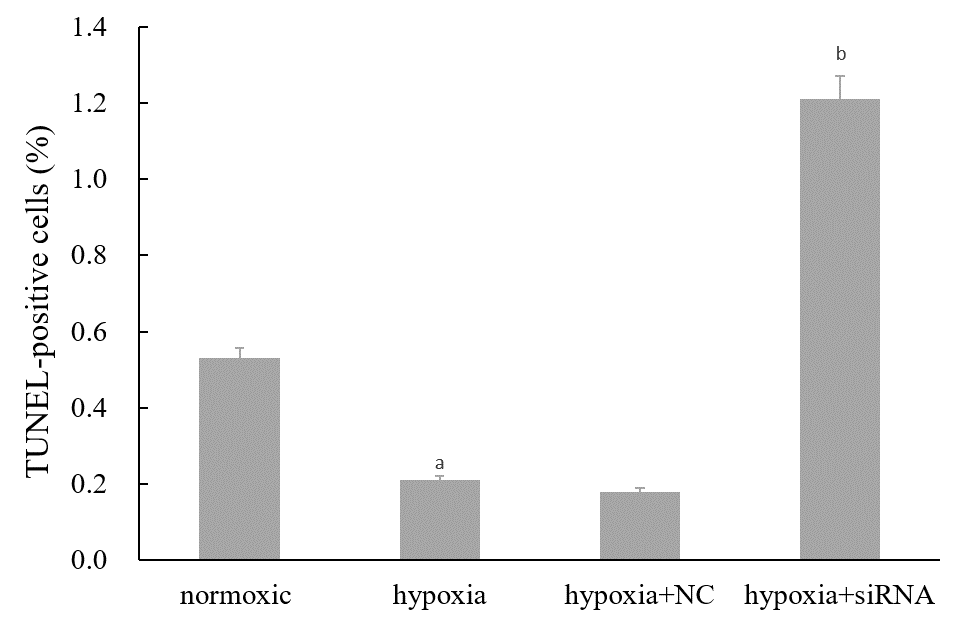 TUNEL-positive cells (%)
1.4
1.2
1.0
0.8
0.6
0.4
0.2
0.0
a
b
normoxic
hypoxia
hypoxia+NC
hypoxia+siRNA